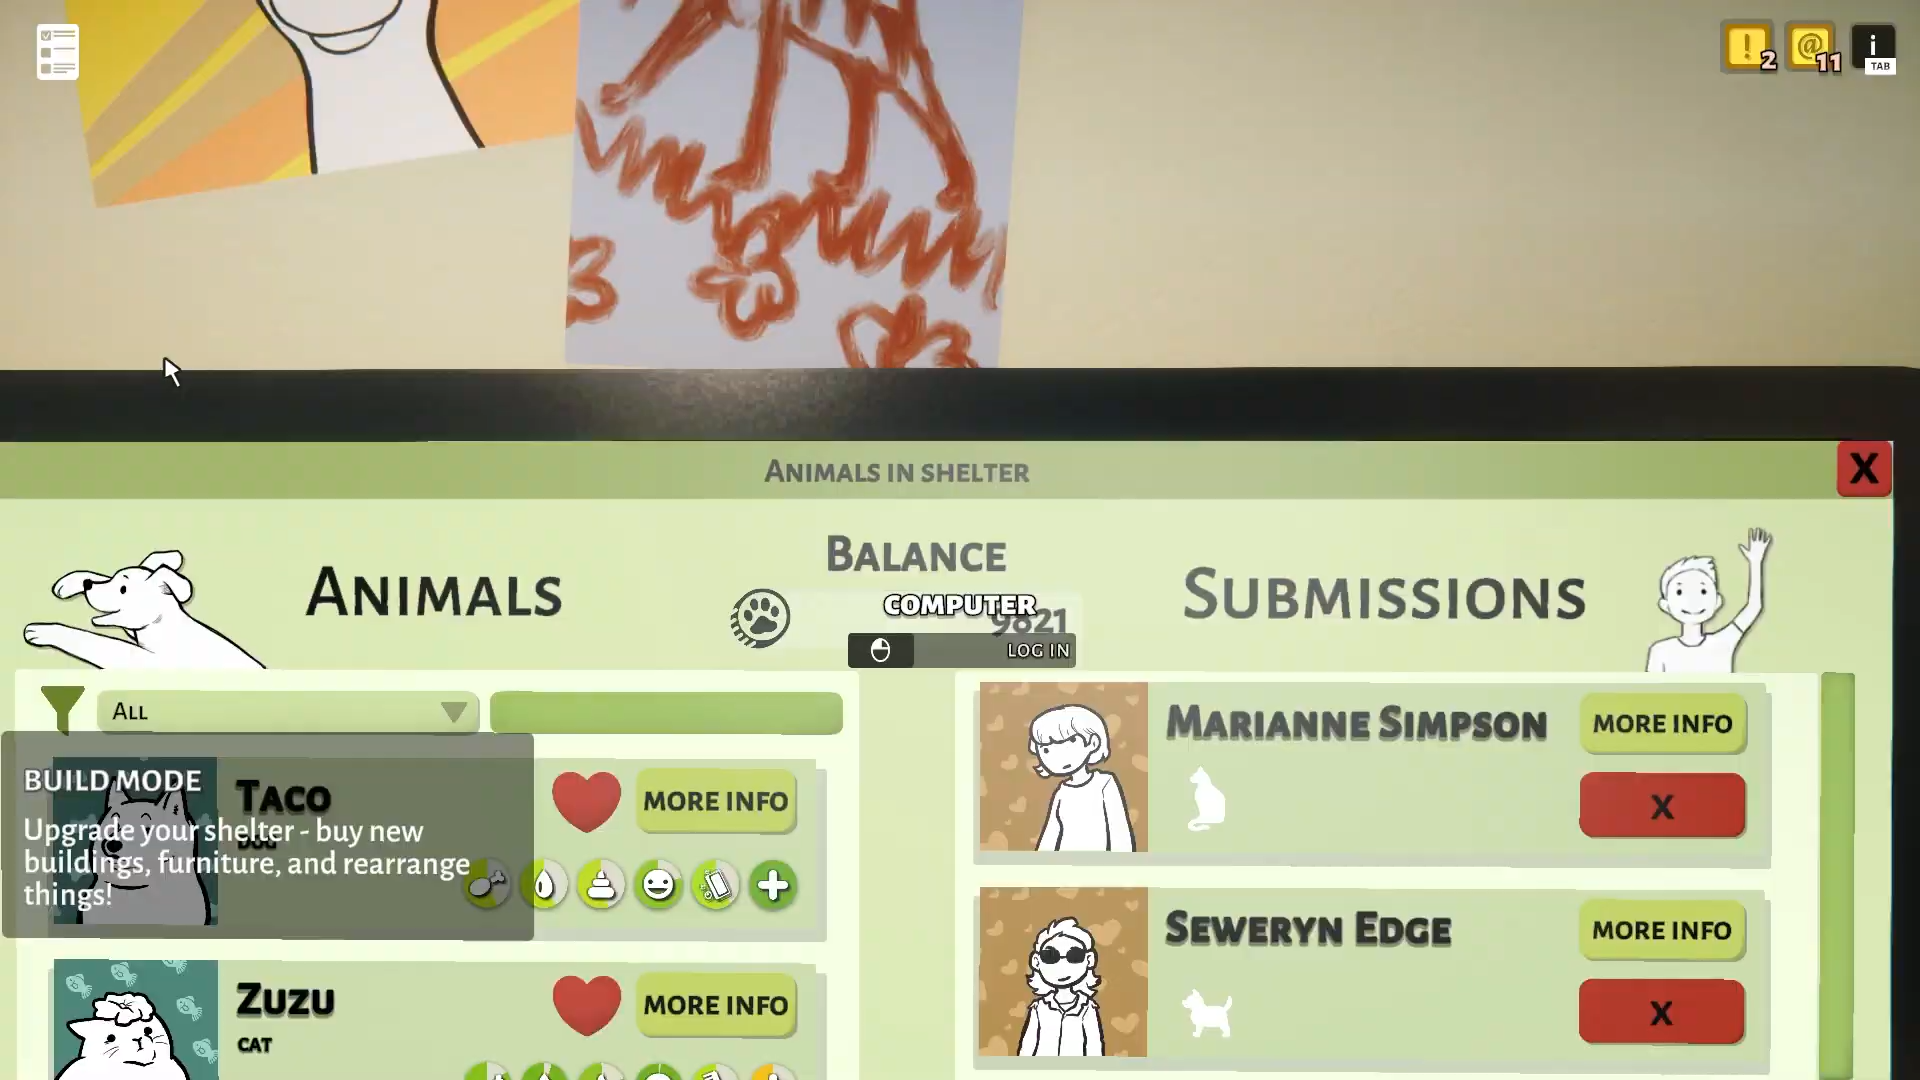 2
11
i
TAB
ANIMALS IN SHELTER
X
ANIMALS
BALANCE
SUBMISSIONS
COMPUTER
9821
LOG IN
ALL
MARIANNE SIMPSON
MORE INFO
X
BUILD MODE
Upgrade your shelter - buy new
buildings, furniture, and rearrange
things!
TACO
DOG
MORE INFO
SEWERYN EDGE
MORE INFO
X
ZUZU
CAT
MORE INFO